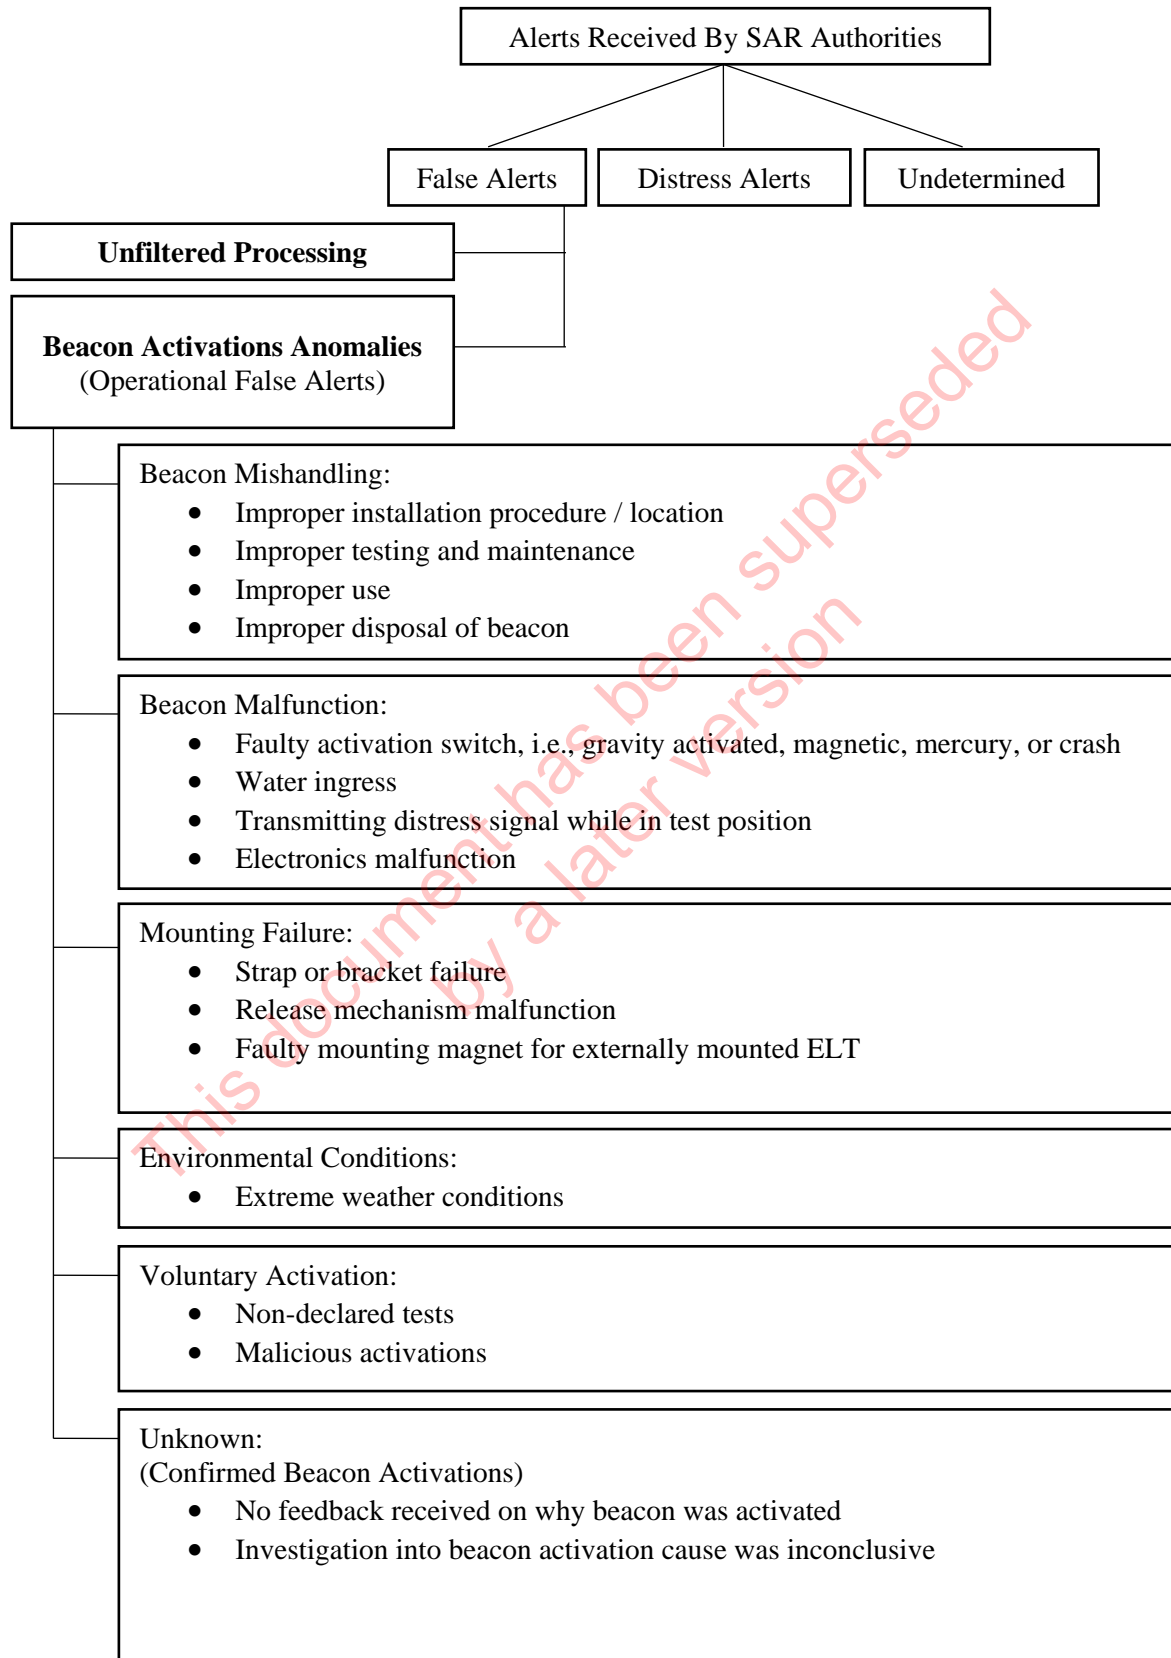 Alerts Received By SAR Authorities
False Alerts
Distress Alerts
Undetermined
Unfiltered Processing
Beacon Activations Anomalies
(Operational False Alerts)
Beacon Mishandling:
• Improper installation procedure / location
• Improper testing and maintenance
• Improper use
• Improper disposal of beacon
Beacon Malfunction:
• Faulty activation switch, i.e., gravity activated, magnetic, mercury, or crash
• Water ingress
• Transmitting distress signal while in test position
• Electronics malfunction
Mounting Failure:
• Strap or bracket failure
• Release mechanism malfunction
• Faulty mounting magnet for externally mounted ELT
Environmental Conditions:
• Extreme weather conditions
Voluntary Activation:
• Non-declared tests
• Malicious activations
Unknown:
(Confirmed Beacon Activations)
• No feedback received on why beacon was activated
• Investigation into beacon activation cause was inconclusive
This document has been superseded
by a later version